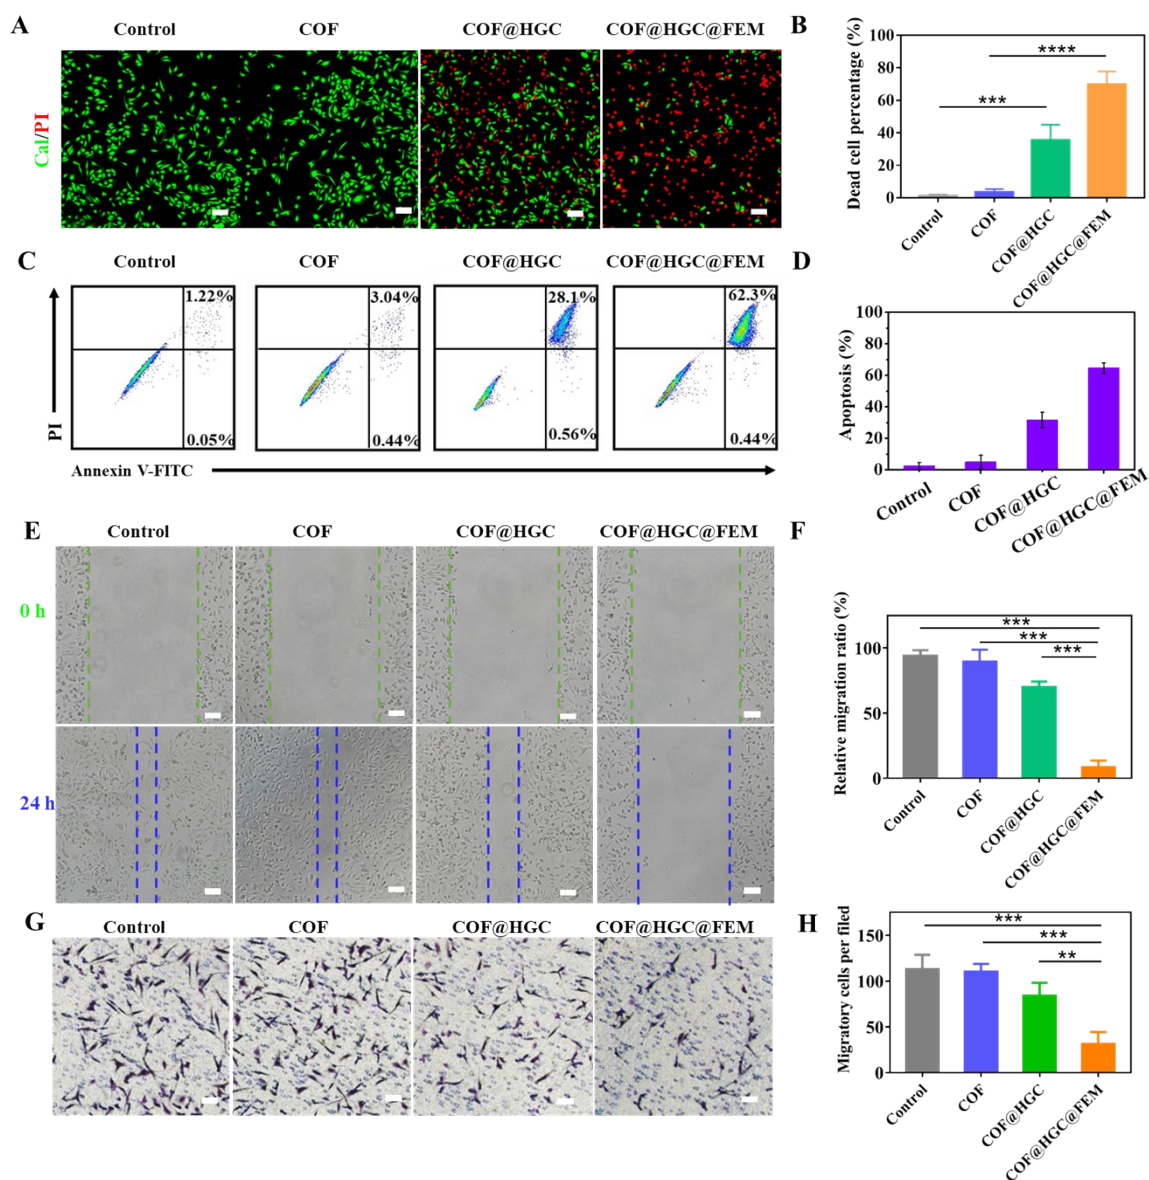 A
Control
COF
COF@HGC
COF@HGC@FEM
Cal/PI
B
Dead cell percentage (%)
100
80
60
40
20
0
***
****
Control
COF
COF@HGC
COF@HGC@FEM
C
Control
COF
COF@HGC
COF@HGC@FEM
1.22%
3.04%
28.1%
62.3%
0.05%
0.44%
0.56%
0.44%
PI
Annexin V-FITC
D
Apoptosis (%)
100
80
60
40
20
0
Control
COF
COF@HGC
COF@HGC@FEM
E
Control
COF
COF@HGC
COF@HGC@FEM
0 h
24 h
F
Relative migration ratio (%)
100
50
0
***
***
***
Control
COF
COF@HGC
COF@HGC@FEM
G
Control
COF
COF@HGC
COF@HGC@FEM
H
Migratory cells per filed
150
100
50
0
***
***
**
Control
COF
COF@HGC
COF@HGC@FEM